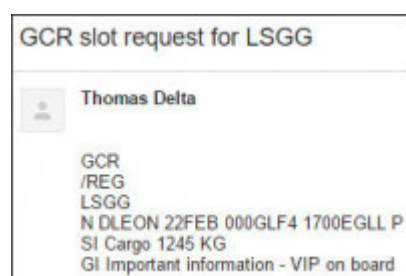 GCR slot request for LSGG
Thomas Delta
GCR
/REG
LSGG
N DLEON 22FEB 000GLF4 1700EGLL P
SI Cargo 1245 KG
GI Important information - VIP on board